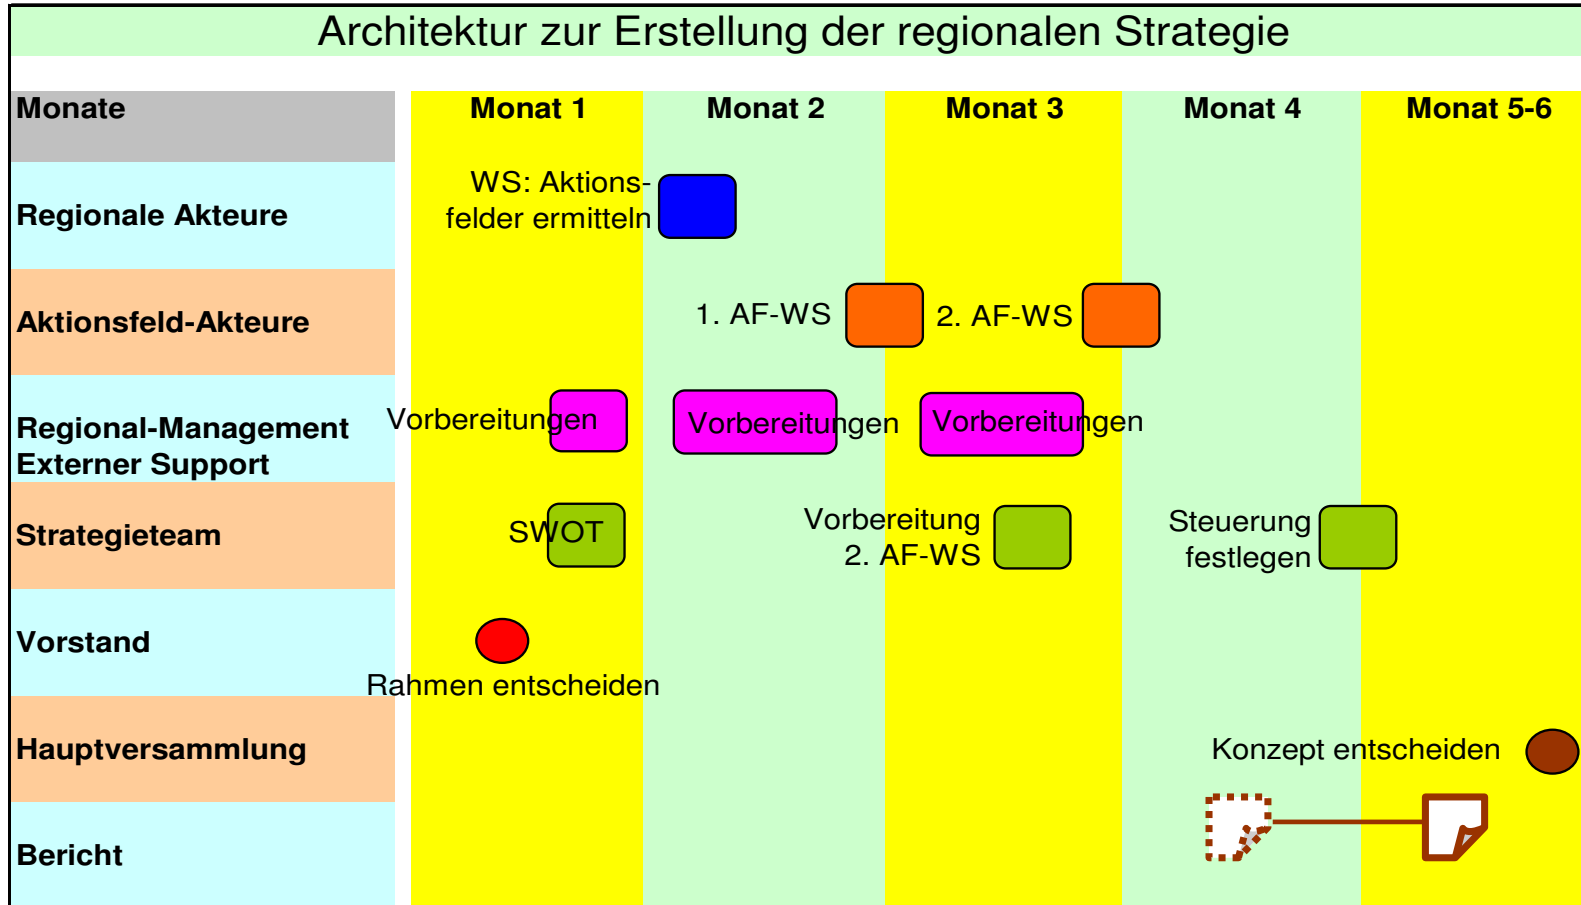 Architektur zur Erstellung der regionalen Strategie
Monate
Monat 1
Monat 2
Monat 3
Monat 4
Monat 5-6
Regionale Akteure
WS: Aktions-
felder ermitteln
Aktionsfeld-Akteure
1. AF-WS
2. AF-WS
Regional-Management
Externer Support
Vorbereitungen
Vorbereitungen
Vorbereitungen
Strategieteam
SWOT
Vorbereitung
2. AF-WS
Steuerung
festlegen
Vorstand
Rahmen entscheiden
Hauptversammlung
Konzept entscheiden
Bericht